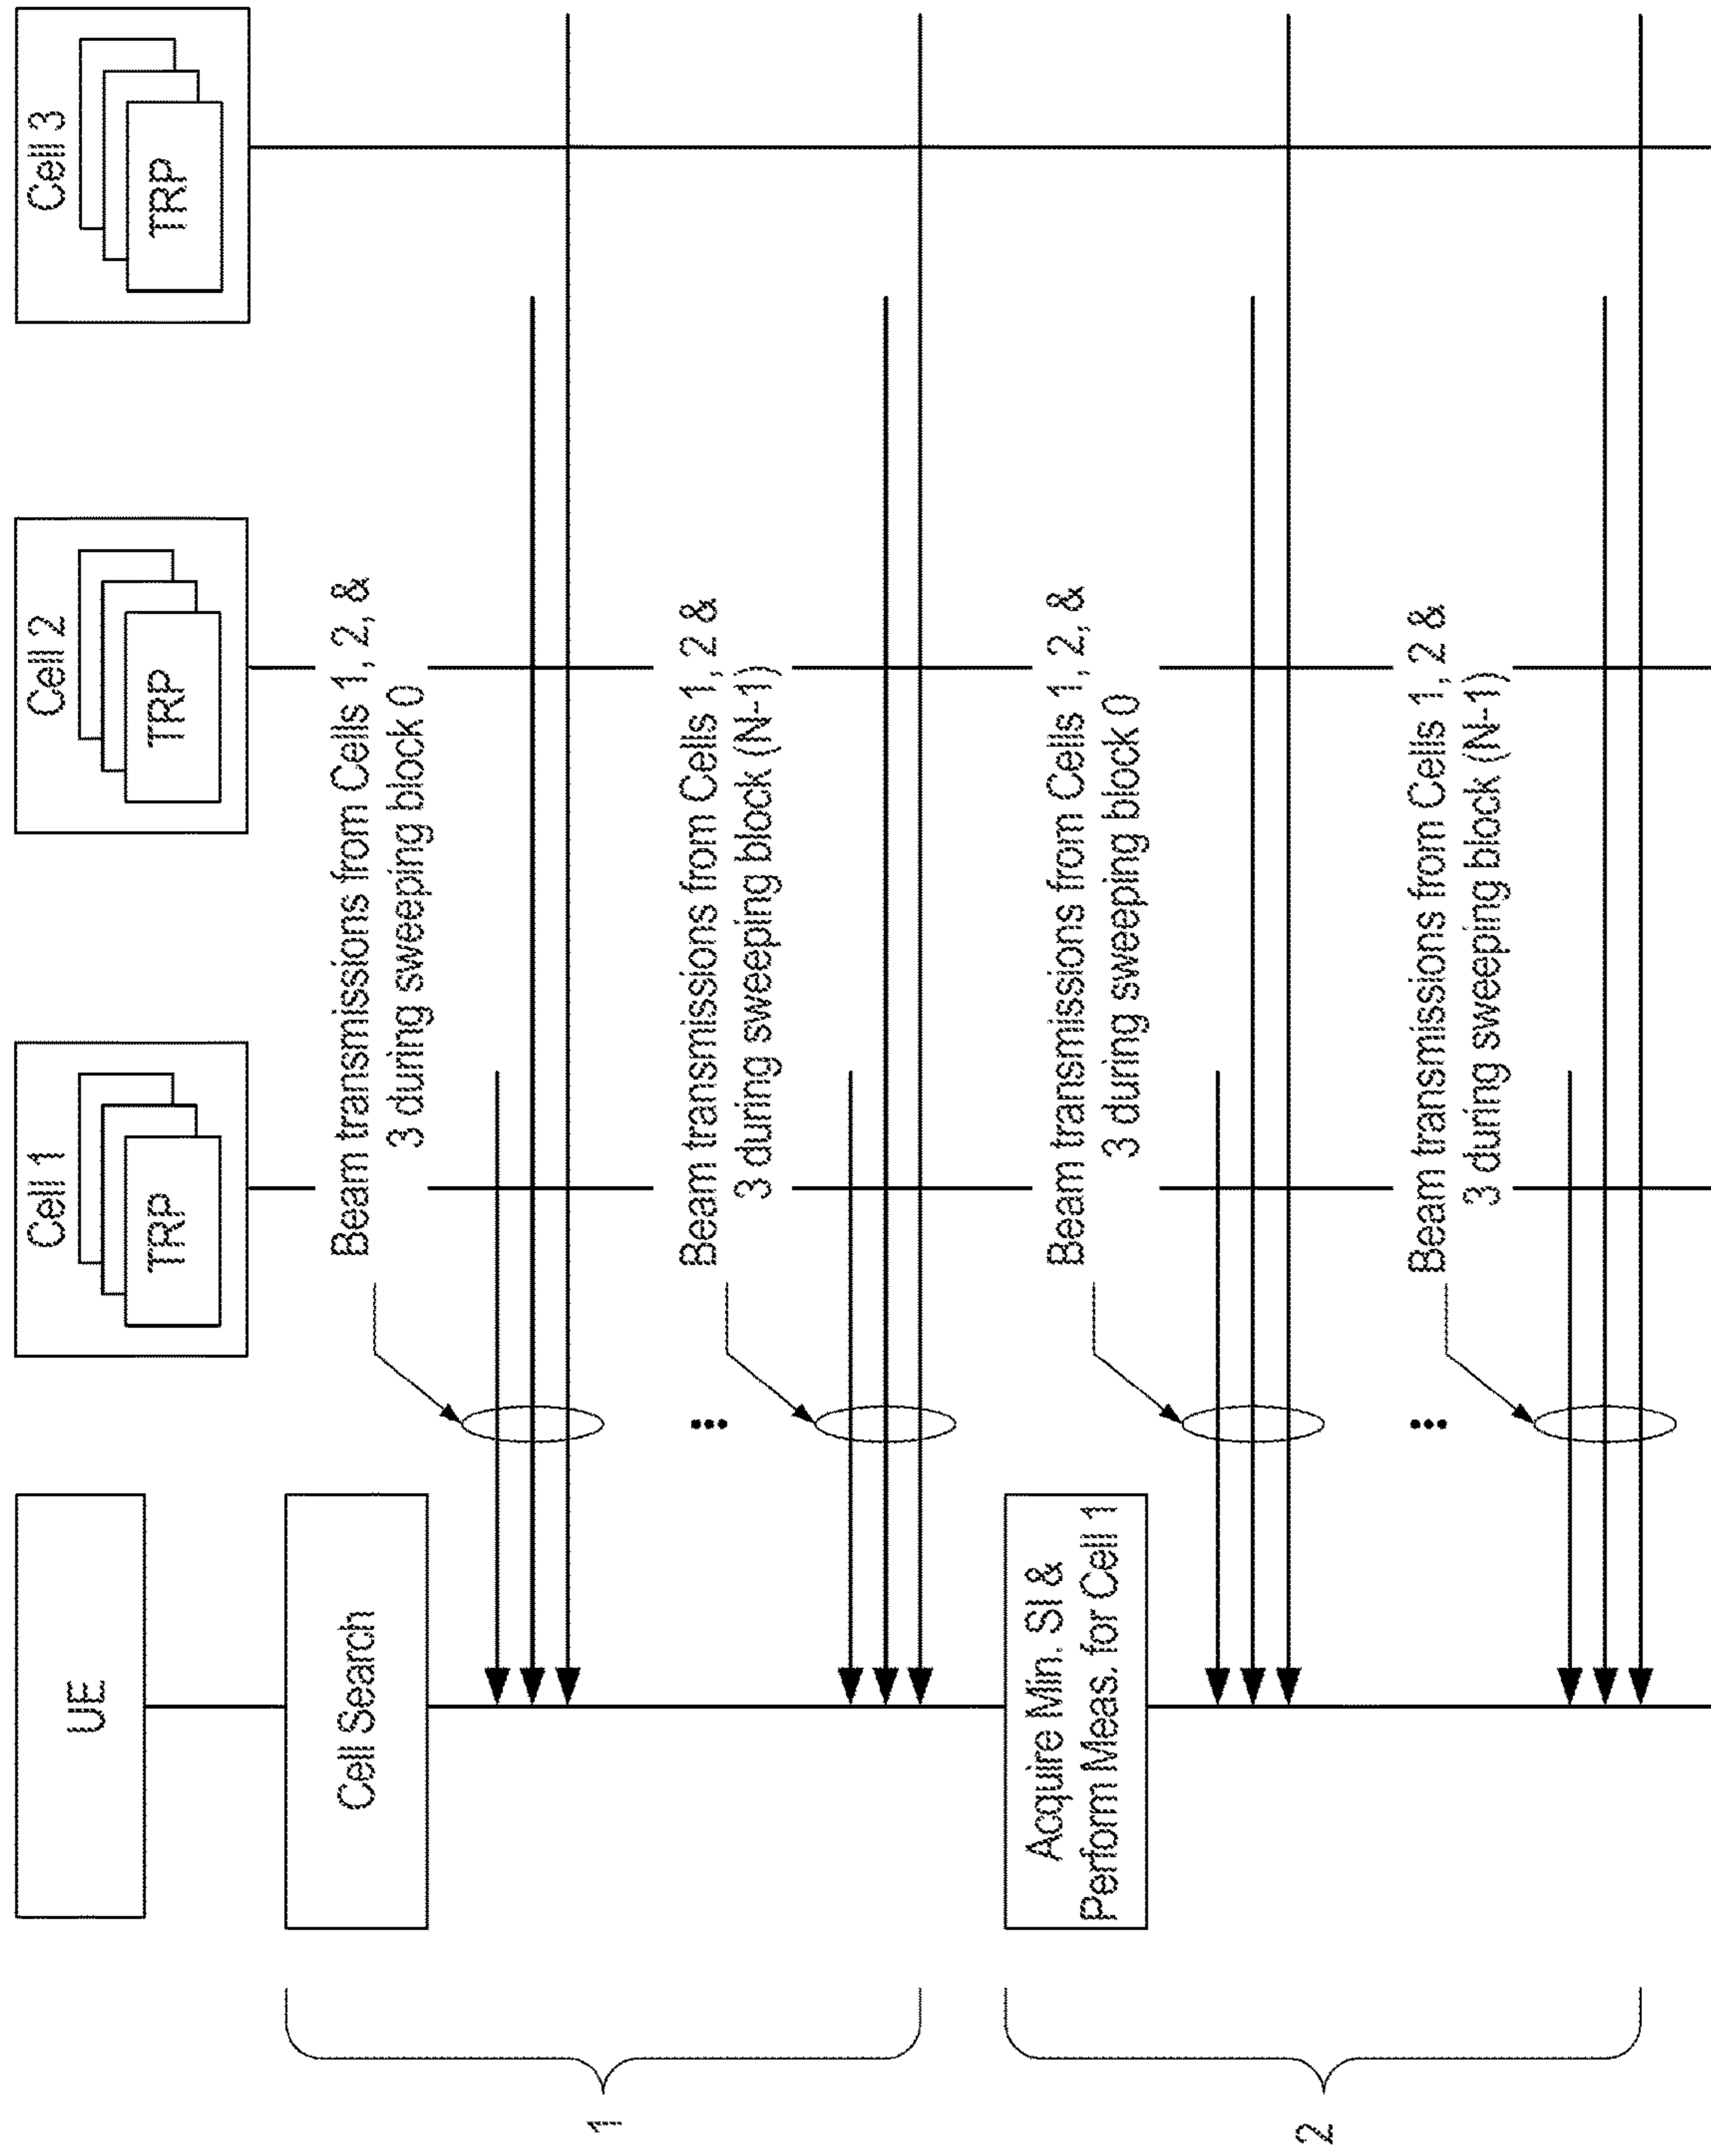 UE
Cell 1
TRP
Cell 2
TRP
Cell 3
TRP
1
Cell Search
Beam transmissions from Cells 1, 2, &
3 during sweeping block 0
•••
Beam transmissions from Cells 1, 2 &
3 during sweeping block (N-1)
2
Acquire Min. SI &
Perform Meas. for Cell 1
Beam transmissions from Cells 1, 2, &
3 during sweeping block 0
•••
Beam transmissions from Cells 1, 2 &
3 during sweeping block (N-1)